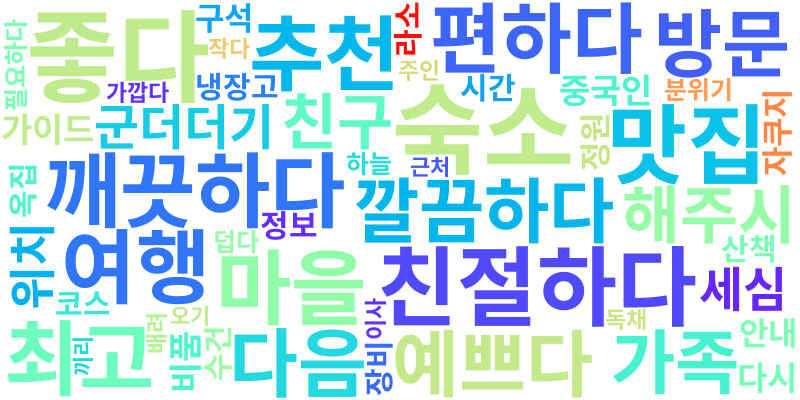 필요하다
좋다
구석
작다
추천
라소
편하다
방문
가깝다
냉장고
주인
시간
중국인
분위기
가이드
군더더기
친구
숙소
정원
맛집
자쿠지
옥집
깨끗하다
하늘
근처
깔끔하다
해주시
위치
여행
정보
덥다
마을
친절하다
산책
세심
코스
최고
끼리
배려
오기
비품
수건
다음
장비
이사
예쁘다
독채
가족
안내
다시